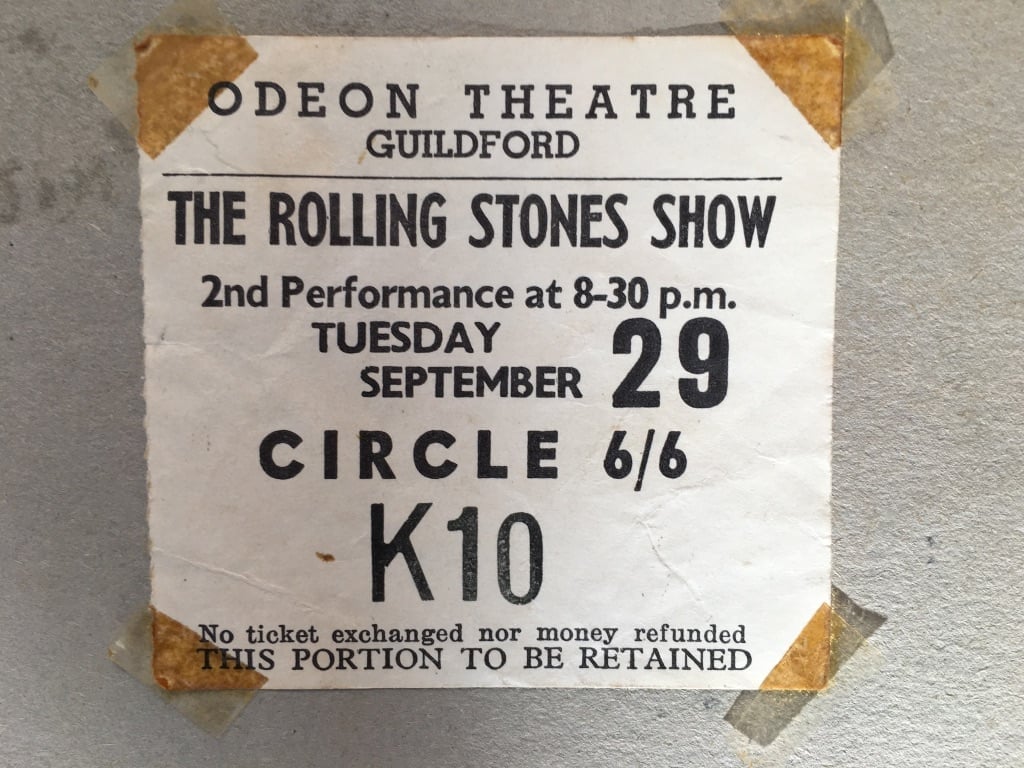 ODEON THEATRE
GUILDFORD
THE ROLLING STONES SHOW
2nd Performance at 8-30 p.m.
TUESDAY
SEPTEMBER 29
CIRCLE 6/6
K10
No ticket exchanged nor money refunded
THIS PORTION TO BE RETAINED